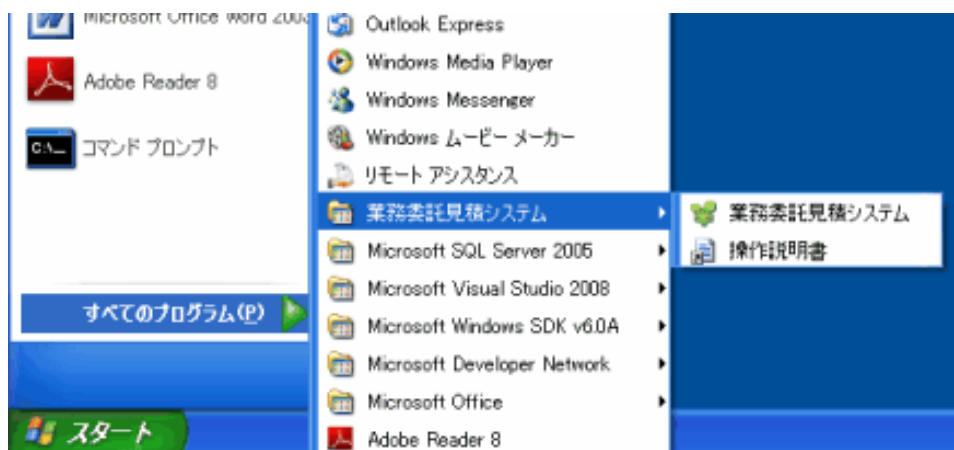 Microsoft Office Word 2003
Adobe Reader 8
C:\_
コマンド プロンプト
すべてのプログラム(P)
スタート
Outlook Express
Windows Media Player
Windows Messenger
Windows ムービー メーカー
リモート アシスタンス
業務委託見積システム
Microsoft SQL Server 2005
Microsoft Visual Studio 2008
Microsoft Windows SDK v6.0A
Microsoft Developer Network
Microsoft Office
Adobe Reader 8
業務委託見積システム
操作説明書